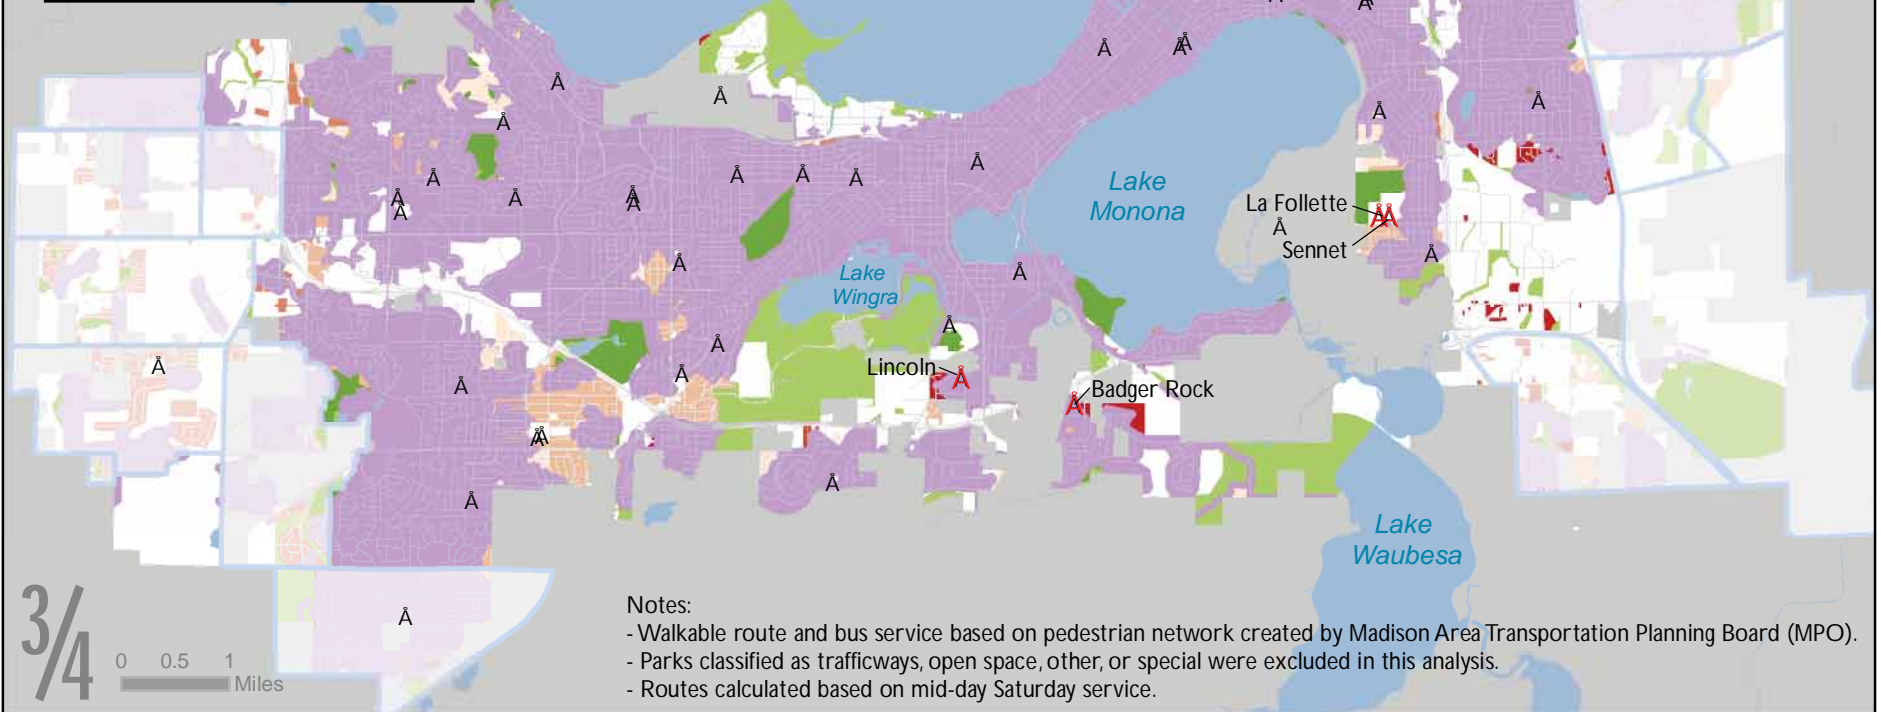 Lake
Monona
La Follette
Sennet
Lake
Wingra
Lincoln
Badger Rock
Lake
Waubesa
3/4
0 0.5 1
Miles
Notes:
- Walkable route and bus service based on pedestrian network created by Madison Area Transportation Planning Board (MPO).
- Parks classified as trafficways, open space, other, or special were excluded in this analysis.
- Routes calculated based on mid-day Saturday service.